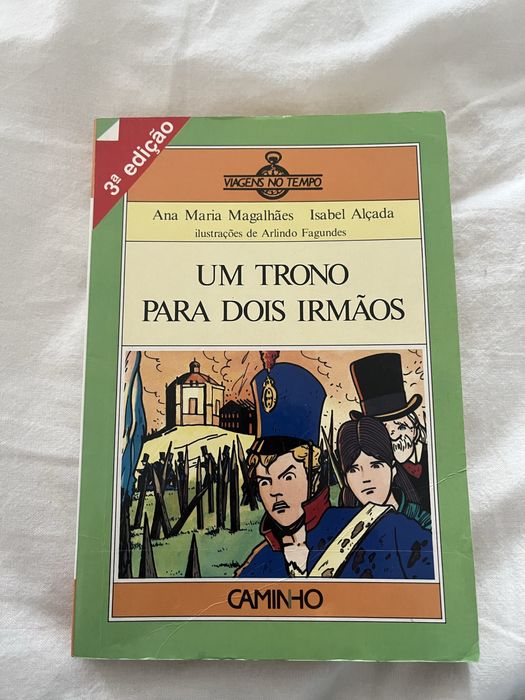 3ª edição
VIAGENS NO TEMPO
Ana Maria Magalhães Isabel Alçada
ilustrações de Arlindo Fagundes
UM TRONO
PARA DOIS IRMÃOS
CAMINHO